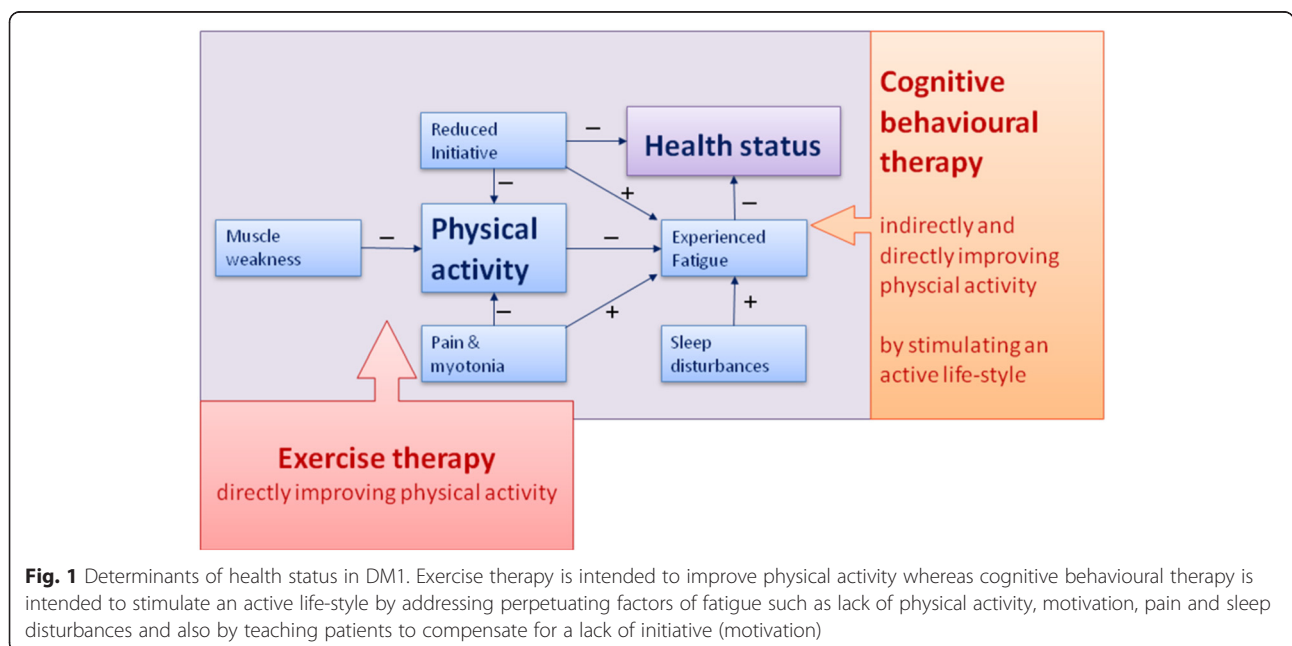 Reduced
Initiative
−
Health status
Cognitive
behavioural
therapy
−
+
−
Muscle
weakness
−
Physical
activity
−
Experienced
Fatigue
indirectly and
directly improving
physcial activity
−
+
+
Pain &
myotonia
Sleep
disturbances
by stimulating an
active life-style
Exercise therapy
directly improving physical activity
Fig. 1 Determinants of health status in DM1. Exercise therapy is intended to improve physical activity whereas cognitive behavioural therapy is
intended to stimulate an active life-style by addressing perpetuating factors of fatigue such as lack of physical activity, motivation, pain and sleep
disturbances and also by teaching patients to compensate for a lack of initiative (motivation)